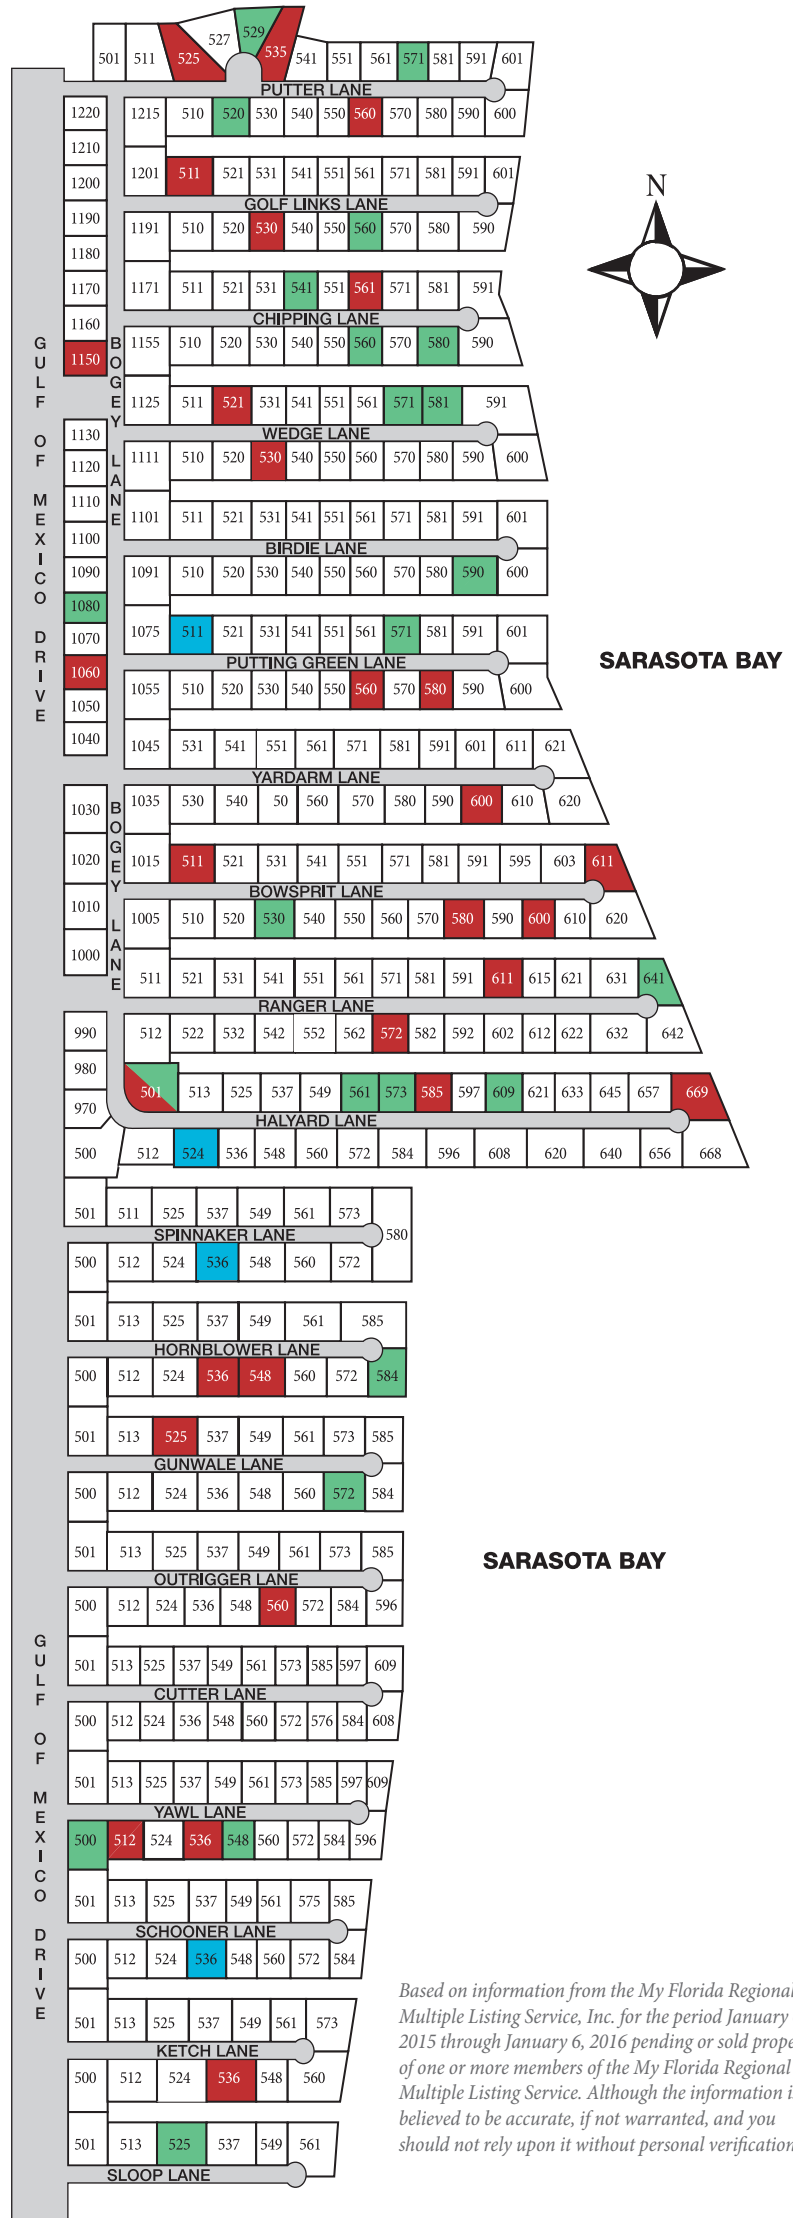 501 511 525 527 529 535 541 551 561 571 581 591 601
PUTTER LANE
1220 1215 510 520 530 540 550 560 570 580 590 600
1210
1200 1201 511 521 531 541 551 561 571 581 591 601
GOLF LINKS LANE
1190 1191 510 520 530 540 550 560 570 580 590
1180
1170 1171 511 521 531 541 551 561 571 581 591
CHIPPING LANE
1160
1150 1155 510 520 530 540 550 560 570 580 590
1125 511 521 531 541 551 561 571 581 591
WEDGE LANE
1130
1120 1111 510 520 530 540 550 560 570 580 590 600
1110
1100 1101 511 521 531 541 551 561 571 581 591 601
BIRDIE LANE
1090 1091 510 520 530 540 550 560 570 580 590 600
1080
1070 1075 511 521 531 541 551 561 571 581 591 601
PUTTING GREEN LANE
1060
1050 1055 510 520 530 540 550 560 570 580 590 600
1040 1045 531 541 551 561 571 581 591 601 611 621
YARDARM LANE
1030 1035 530 540 50 560 570 580 590 600 610 620
1020 1015 511 521 531 541 551 571 581 591 595 603 611
BOWSPRIT LANE
1010 1005 510 520 530 540 550 560 570 580 590 600 610 620
1000 511 521 531 541 551 561 571 581 591 611 615 621 631 641
RANGER LANE
990 512 522 532 542 552 562 572 582 592 602 612 622 632 642
980
970 501 513 525 537 549 561 573 585 597 609 621 633 645 657 669
HALYARD LANE
500 512 524 536 548 560 572 584 596 608 620 640 656 668
BOGEY LANE
BOGEY LANE
GULF OF MEXICO DRIVE
N
SARASOTA BAY
501 511 525 537 549 561 573 580
SPINNAKER LANE
500 512 524 536 548 560 572
501 513 525 537 549 561 585
HORNBLOWER LANE
500 512 524 536 548 560 572 584
501 513 525 537 549 561 573 585
GUNWALE LANE
500 512 524 536 548 560 572 584
501 513 525 537 549 561 573 585
OUTRIGGER LANE
500 512 524 536 548 560 572 584 596
501 513 525 537 549 561 573 585 597 609
CUTTER LANE
500 512 524 536 548 560 572 576 584 608
501 513 525 537 549 561 573 585 597 609
YAWL LANE
500 512 524 536 548 560 572 584 596
501 513 525 537 549 561 575 585
SCHOONER LANE
500 512 524 536 548 560 572 584
501 513 525 537 549 561 573
KETCH LANE
500 512 524 536 548 560
501 513 525 537 549 561
SLOOP LANE
GULF OF MEXICO DRIVE
SARASOTA BAY
Based on information from the My Florida Regional
Multiple Listing Service, Inc. for the period January
2015 through January 6, 2016 pending or sold prope
of one or more members of the My Florida Regional
Multiple Listing Service. Although the information i
believed to be accurate, if not warranted, and you
should not rely upon it without personal verification